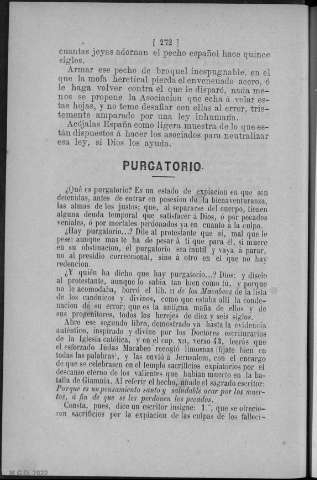 [ 272 ]
cuantas joyas adornan el pecho español hace quince
siglos.
Armar ese pecho de broquel inespugnable, en el
que la mofa heretical pierda el envenenado acero, ó
le haga volver contra el que le disparó, nada me-
nos se propone la Asociacion que echa á volar es-
tas hojas, y no teme desafiar con ellas al error, tris-
temente amparado por una ley inhumana.
Acójalas España como ligera muestra de lo que es-
tán dispuestos á hacer los asociados para neutralizar
esa ley, si Dios les ayuda.
PURGATORIO.
¿Qué es purgatorio? Es un estado de expiacion en que son
detenidas, antes de entrar en posesion de la bienaventuranza,
las almas de los justos; que, al separarse del cuerpo, tienen
alguna deuda temporal que satisfacer á Dios, ó por pecados
veniales, ó por mortales perdonados ya en cuanto á la culpa.
¿Hay purgatorio...? Dile al protestante que sí, mal que le
pese; aunque mas te ha de pesar á ti que para él, si muere
en su obstinacion, el purgatorio sea inútil y vaya á parar,
no al presidio correccional, sino á otro en el que no hay
redencion.
¿Y quién ha dicho que hay purgatorio...? Dios; y díselo
al protestante, aunque lo sabia tan bien como tú, y porque
no le acomodaba, borró el lib. II de los Macabeos de la lista
de los canónicos y divinos, como que estaba allí la conde-
nacion de su error; que es la antigua maña de ellos y de
sus progenitores, todos los herejes de diez y seis siglos.
Abre ese segundo libro, demostrado ya hasta la evidencia
auténtico, inspirado y divino por los Doctores escriturarios
de la Iglesia católica, y en el cap. XII, verso 43, leerás que
el esforzado Judas Macabeo recogió limosnas (fíjate bien en
todas las palabras), y las envió á Jerusalen, con el encargo
de que se celebrasen en el templo sacrificios expiatorios por el
descanso eterno de los valientes que habian muerto en la ba-
talla de Giamnia. Al referir el hecho, añade el sagrado escritor:
Porque es un pensamiento santo y saludable orar por los muer-
tos, á fin de que se les perdonen los pecados.
Consta, pues, dice un escritor insigne: 1.°, que se ofrecie-
ron sacrificios por la expiacion de las culpas de los falleci-
M.C.D. 2022